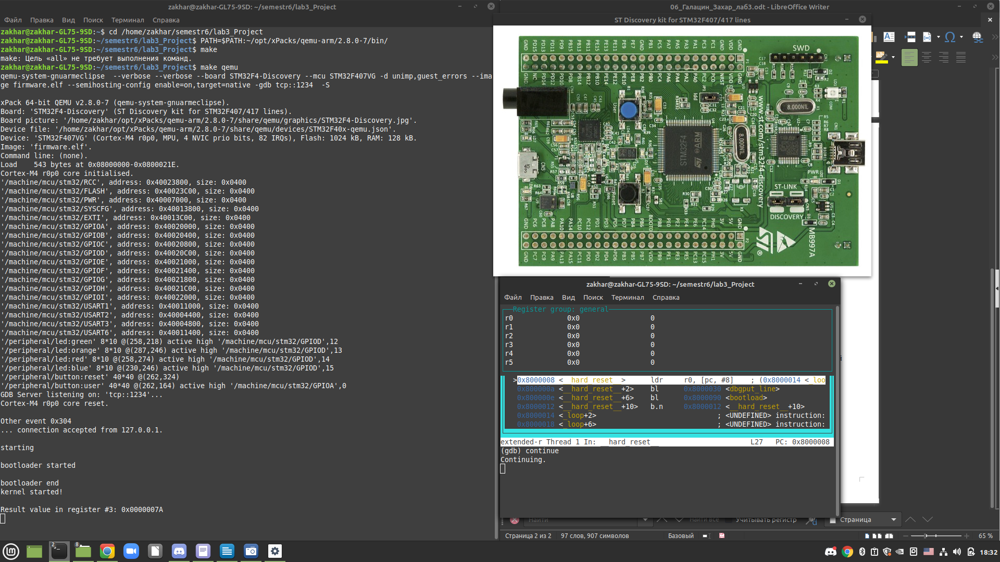 zakhar@zakhar-GL75-9SD: ~/semestr6/lab3_Project
Файл Правка Вид Поиск Терминал Справка
zakhar@zakhar-GL75-9SD:~$ cd /home/zakhar/semestr6/lab3_Project
zakhar@zakhar-GL75-9SD:~/semestr6/lab3_Project$ PATH=$PATH:~/opt/xPacks/qemu-arm/2.8.0-7/bin/
zakhar@zakhar-GL75-9SD:~/semestr6/lab3_Project$ make
make: Цель «all» не требует выполнения команд.
zakhar@zakhar-GL75-9SD:~/semestr6/lab3_Project$ make qemu
qemu-system-gnuarmeclipse  --verbose --verbose --board STM32F4-Discovery --mcu STM32F407VG -d unimp,guest_errors --ima
ge firmware.elf --semihosting-config enable=on,target=native -gdb tcp::1234  -S
xPack 64-bit QEMU v2.8.0-7 (qemu-system-gnuarmeclipse).
Board: 'STM32F4-Discovery' (ST Discovery kit for STM32F407/417 lines).
Board picture: '/home/zakhar/opt/xPacks/qemu-arm/2.8.0-7/share/qemu/graphics/STM32F4-Discovery.jpg'.
Device file: '/home/zakhar/opt/xPacks/qemu-arm/2.8.0-7/share/qemu/devices/STM32F40x-qemu.json'.
Device: 'STM32F407VG' (Cortex-M4 r0p0, MPU, 4 NVIC prio bits, 82 IRQs), Flash: 1024 kB, RAM: 128 kB.
Image: 'firmware.elf'.
Command line: (none).
Load    543 bytes at 0x08000000-0x0800021E.
Cortex-M4 r0p0 core initialised.
'/machine/mcu/stm32/RCC', address: 0x40023800, size: 0x0400
'/machine/mcu/stm32/FLASH', address: 0x40023C00, size: 0x0400
'/machine/mcu/stm32/PWR', address: 0x40007000, size: 0x0400
'/machine/mcu/stm32/SYSCFG', address: 0x40013800, size: 0x0400
'/machine/mcu/stm32/EXTI', address: 0x40013C00, size: 0x0400
'/machine/mcu/stm32/GPIOA', address: 0x40020000, size: 0x0400
'/machine/mcu/stm32/GPIOB', address: 0x40020400, size: 0x0400
'/machine/mcu/stm32/GPIOC', address: 0x40020800, size: 0x0400
'/machine/mcu/stm32/GPIOD', address: 0x40020C00, size: 0x0400
'/machine/mcu/stm32/GPIOE', address: 0x40021000, size: 0x0400
'/machine/mcu/stm32/GPIOF', address: 0x40021400, size: 0x0400
'/machine/mcu/stm32/GPIOG', address: 0x40021800, size: 0x0400
'/machine/mcu/stm32/GPIOH', address: 0x40021C00, size: 0x0400
'/machine/mcu/stm32/GPIOI', address: 0x40022000, size: 0x0400
'/machine/mcu/stm32/USART1', address: 0x40011000, size: 0x0400
'/machine/mcu/stm32/USART2', address: 0x40004400, size: 0x0400
'/machine/mcu/stm32/USART3', address: 0x40004800, size: 0x0400
'/machine/mcu/stm32/USART6', address: 0x40011400, size: 0x0400
'/peripheral/led:green' 8*10 @(258,218) active high '/machine/mcu/stm32/GPIOD',12
'/peripheral/led:orange' 8*10 @(287,246) active high '/machine/mcu/stm32/GPIOD',13
'/peripheral/led:red' 8*10 @(258,274) active high '/machine/mcu/stm32/GPIOD',14
'/peripheral/led:blue' 8*10 @(230,246) active high '/machine/mcu/stm32/GPIOD',15
'/peripheral/button:reset' 40*40 @(262,324)
'/peripheral/button:user' 40*40 @(262,164) active high '/machine/mcu/stm32/GPIOA',0
GDB Server listening on: 'tcp::1234'...
Cortex-M4 r0p0 core reset.
Other event 0x304
... connection accepted from 127.0.0.1.
starting
bootloader started
bootloader end
kernel started!
Result value in register #3: 0x0000007A
06_Галацин_Захар_лаб3.odt - LibreOffice Writer
ST Discovery kit for STM32F407/417 lines
SWD
User
Reset
STM32F4
ARM
8.000N1L
8.000N1L
www.st.com/stm32f4-discovery
PWR
ST-LINK
DISCOVERY
MB997A
zakhar@zakhar-GL75-9SD: ~/semestr6/lab3_Project
Файл Правка Вид Поиск Терминал Справка
Register group: general
r0 0x0 0
r1 0x0 0
r2 0x0 0
r3 0x0 0
r4 0x0 0
r5 0x0 0
>0x8000008 <__hard_reset__> ldr r0, [pc, #8] ; (0x8000014 <_loo
0x800000a <__hard_reset__+2> bl 0x8000030 <dbgput_line>
0x800000e <__hard_reset__+6> bl 0x8000090 <bootload>
0x8000012 <__hard_reset__+10> b.n 0x8000012 <__hard_reset__+10>
0x8000014 <_loop+2> ; <UNDEFINED> instruction:
0x8000018 <_loop+6> ; <UNDEFINED> instruction:
extended-r Thread 1 In: __hard_reset__ L27 PC: 0x8000008
(gdb) continue
Continuing.
Найти Найти все Учитывать регистр Страница
Страница 2 из 2 97 слов, 907 символов Базовый 65 %
2 8 18:32